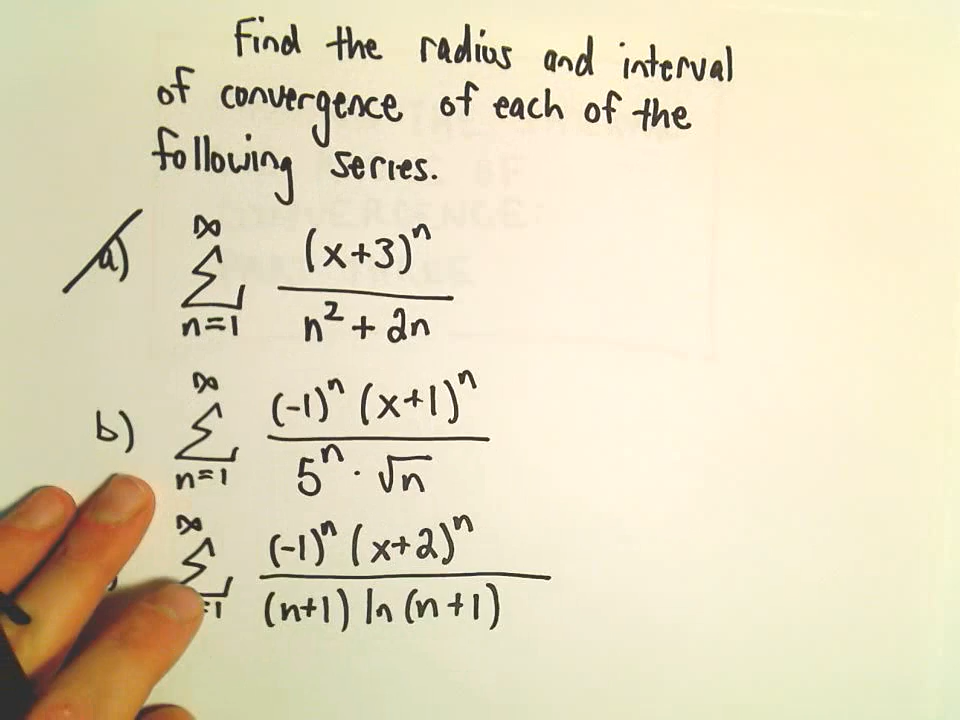 Find the radius and interval
of convergence of each of the
following series.
a) ∞ Σ n=1 (x+3)^n / n^2 + 2n
b) ∞ Σ n=1 (-1)^n (x+1)^n / 5^n · √n
) ∞ Σ =1 (-1)^n (x+2)^n / (n+1) ln (n+1)